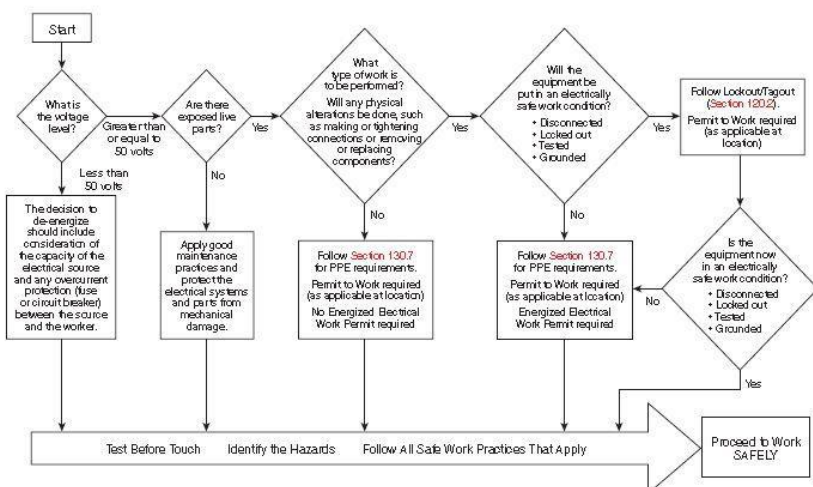 Start
What is
the voltage
level?
Greater than
or equal to
50 volts
Less than
50 volts
The decision to
de-energize
should include
consideration of
the capacity of the
electrical source
and any overcurrent
protection (fuse
or circuit breaker)
between the source
and the worker.
Are there
exposed live
parts?
Yes
No
Apply good
maintenance
practices and
protect the
electrical systems
and parts from
mechanical
damage.
What
type of work is
to be performed?
Will any physical
alterations be done, such
as making or tightening
connections or removing
or replacing
components?
Yes
No
Follow Section 130.7
for PPE requirements.
Permit to Work required
(as applicable at location)
No Energized Electrical
Work Permit required
Will the
equipment be
put in an electrically
safe work condition?
• Disconnected
• Locked out
• Tested
• Grounded
Yes
No
Follow Section 130.7
for PPE requirements.
Permit to Work required
(as applicable at location)
Energized Electrical
Work Permit required
Follow Lockout/Tagout
(Section 120.2).
Permit to Work required
(as applicable at
location)
Is the
equipment now
in an electrically
safe work condition?
• Disconnected
• Locked out
• Tested
• Grounded
No
Yes
Test Before Touch Identify the Hazards Follow All Safe Work Practices That Apply
Proceed to Work
SAFELY